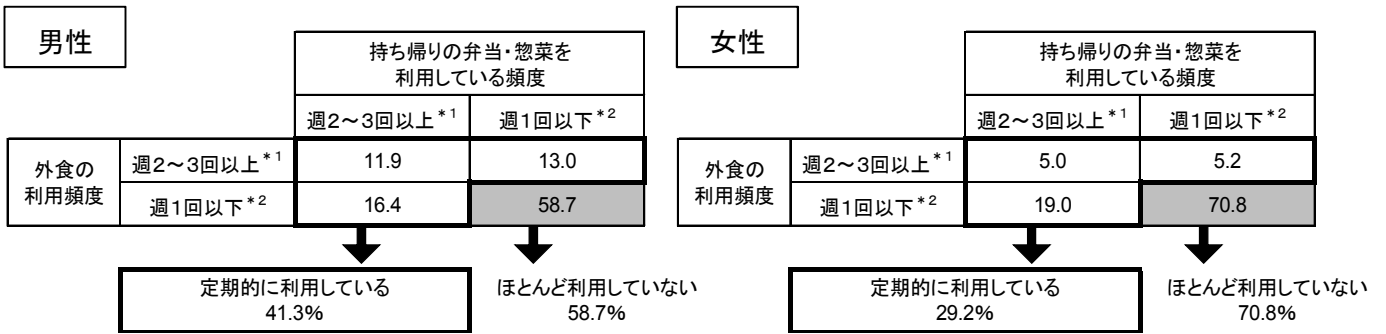 男性
持ち帰りの弁当・惣菜を
利用している頻度
週2～3回以上*1 週1回以下*2
外食の
利用頻度
週2～3回以上*1 11.9 13.0
週1回以下*2 16.4 58.7
定期的に利用している
41.3%
ほとんど利用していない
58.7%
女性
持ち帰りの弁当・惣菜を
利用している頻度
週2～3回以上*1 週1回以下*2
外食の
利用頻度
週2～3回以上*1 5.0 5.2
週1回以下*2 19.0 70.8
定期的に利用している
29.2%
ほとんど利用していない
70.8%